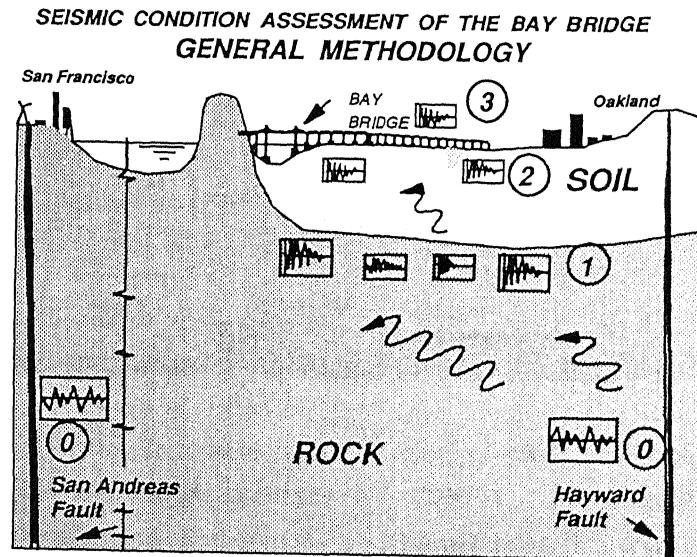 SEISMIC CONDITION ASSESSMENT OF THE BAY BRIDGE
GENERAL METHODOLOGY
San Francisco
BAY
BRIDGE
3
Oakland
2
SOIL
1
0
0
ROCK
San Andreas
Fault
Hayward
Fault